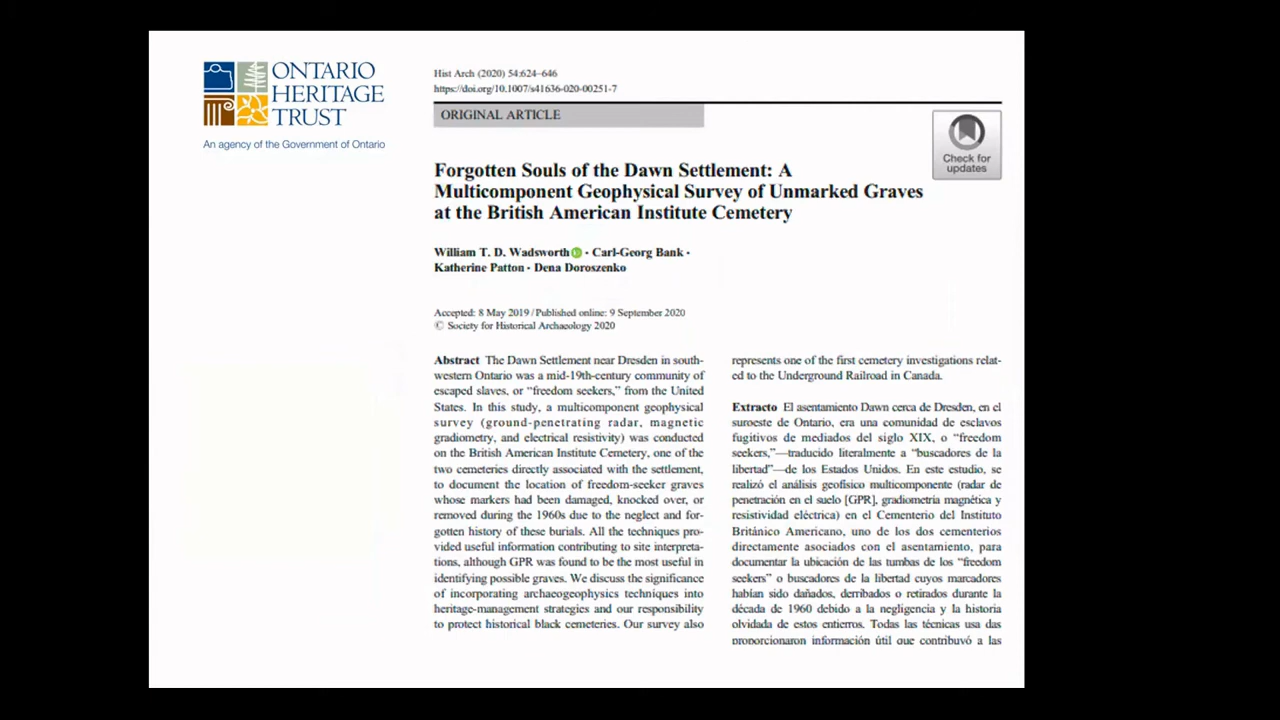 ONTARIO
HERITAGE
TRUST
An agency of the Government of Ontario
Hist Arch (2020) 54:624–646
https://doi.org/10.1007/s41636-020-00251-7
ORIGINAL ARTICLE
Check for
updates
Forgotten Souls of the Dawn Settlement: A
Multicomponent Geophysical Survey of Unmarked Graves
at the British American Institute Cemetery
William T. D. Wadsworth · Carl-Georg Bank ·
Katherine Patton · Dena Doroszenko
Accepted: 8 May 2019 / Published online: 9 September 2020
© Society for Historical Archaeology 2020
Abstract The Dawn Settlement near Dresden in south-
western Ontario was a mid-19th-century community of
escaped slaves, or “freedom seekers,” from the United
States. In this study, a multicomponent geophysical
survey (ground-penetrating radar, magnetic
gradiometry, and electrical resistivity) was conducted
on the British American Institute Cemetery, one of the
two cemeteries directly associated with the settlement,
to document the location of freedom-seeker graves
whose markers had been damaged, knocked over, or
removed during the 1960s due to the neglect and for-
gotten history of these burials. All the techniques pro-
vided useful information contributing to site interpreta-
tions, although GPR was found to be the most useful in
identifying possible graves. We discuss the significance
of incorporating archaeogeophysics techniques into
heritage-management strategies and our responsibility
to protect historical black cemeteries. Our survey also
represents one of the first cemetery investigations relat-
ed to the Underground Railroad in Canada.
Extracto El asentamiento Dawn cerca de Dresden, en el
suroeste de Ontario, era una comunidad de esclavos
fugitivos de mediados del siglo XIX, o “freedom
seekers,”—traducido literalmente a “buscadores de la
libertad”—de los Estados Unidos. En este estudio, se
realizó el análisis geofísico multicomponente (radar de
penetración en el suelo [GPR], gradiometría magnética y
resistividad eléctrica) en el Cementerio del Instituto
Británico Americano, uno de los dos cementerios
directamente asociados con el asentamiento, para
documentar la ubicación de las tumbas de los “freedom
seekers” o buscadores de la libertad cuyos marcadores
habían sido dañados, derribados o retirados durante la
década de 1960 debido a la negligencia y la historia
olvidada de estos entierros. Todas las técnicas usa das
proporcionaron información útil que contribuyó a las